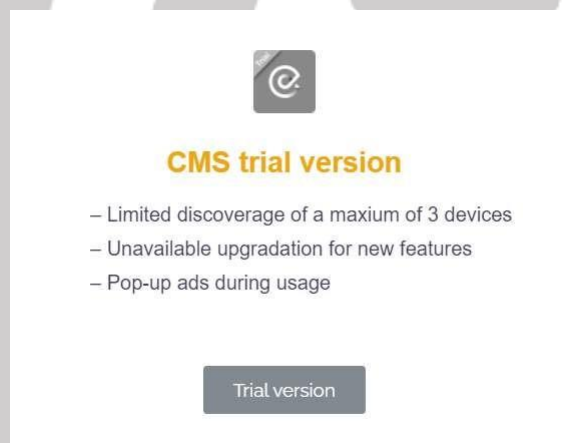 Trial
CMS trial version
– Limited discoverage of a maxium of 3 devices
– Unavailable upgradation for new features
– Pop-up ads during usage
Trial version